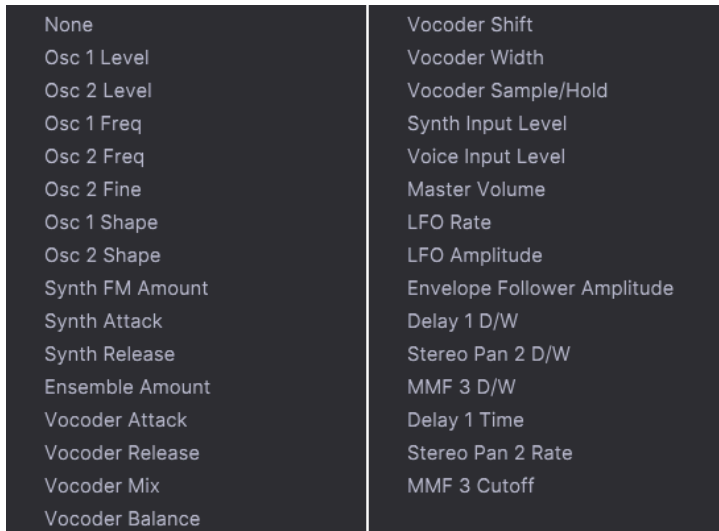 None
Osc 1 Level
Osc 2 Level
Osc 1 Freq
Osc 2 Freq
Osc 2 Fine
Osc 1 Shape
Osc 2 Shape
Synth FM Amount
Synth Attack
Synth Release
Ensemble Amount
Vocoder Attack
Vocoder Release
Vocoder Mix
Vocoder Balance
Vocoder Shift
Vocoder Width
Vocoder Sample/Hold
Synth Input Level
Voice Input Level
Master Volume
LFO Rate
LFO Amplitude
Envelope Follower Amplitude
Delay 1 D/W
Stereo Pan 2 D/W
MMF 3 D/W
Delay 1 Time
Stereo Pan 2 Rate
MMF 3 Cutoff